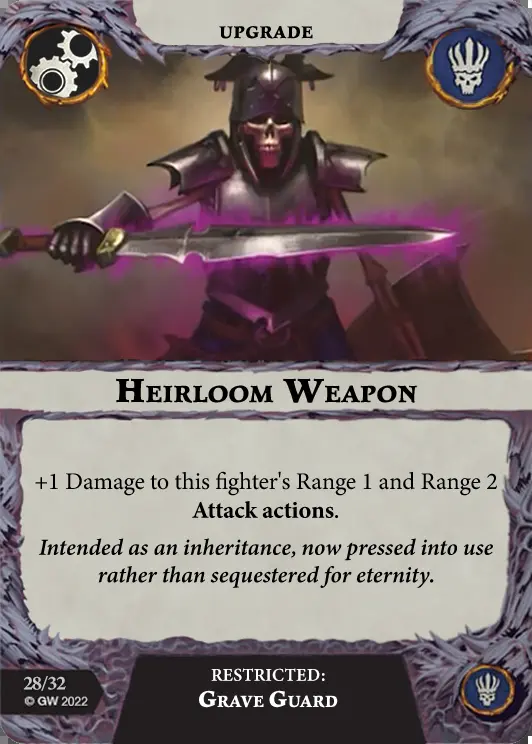 UPGRADE
HEIRLOOM WEAPON
+1 Damage to this fighter's Range 1 and Range 2
Attack actions.
Intended as an inheritance, now pressed into use
rather than sequestered for eternity.
RESTRICTED:
GRAVE GUARD
28/32
© GW 2022